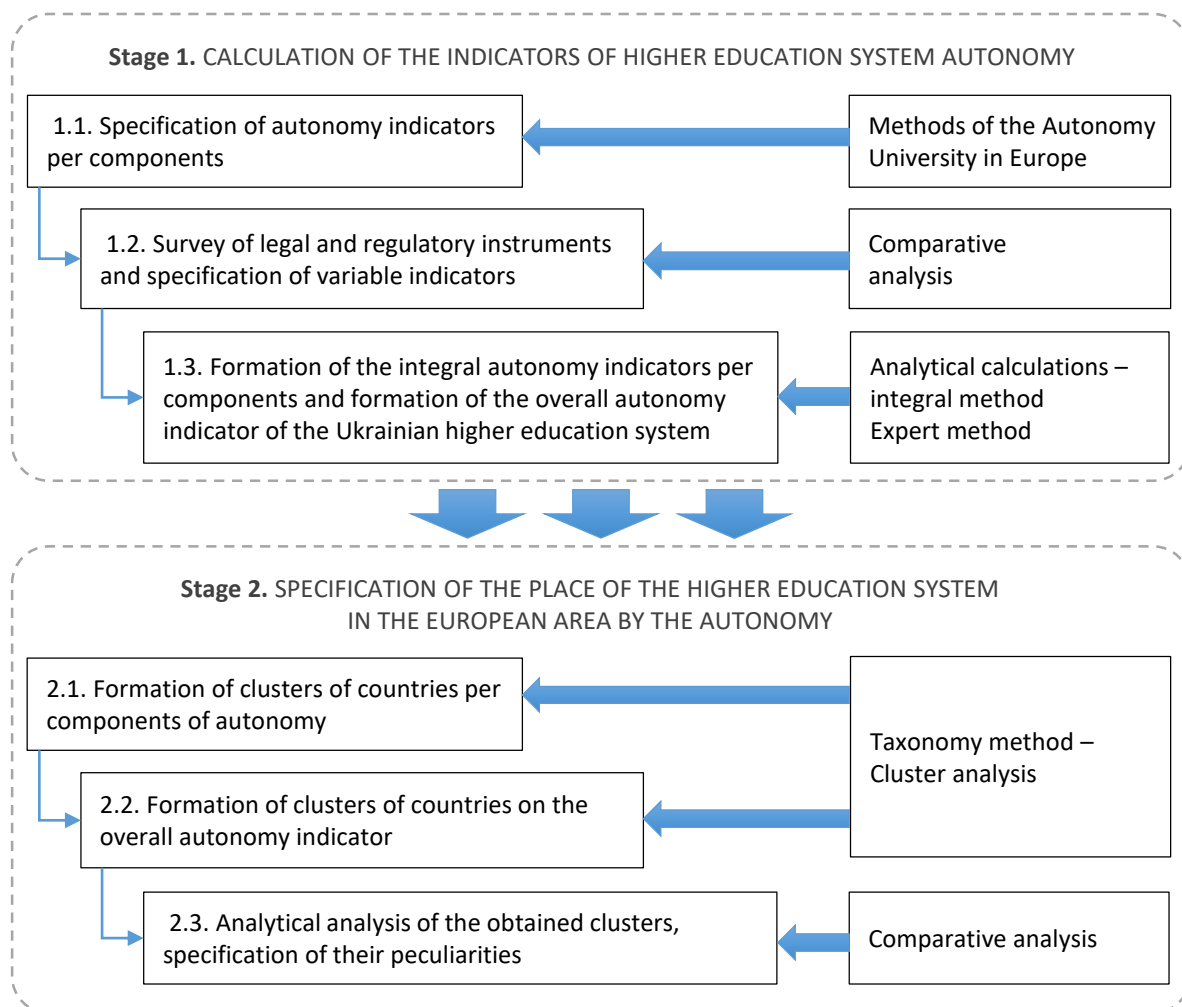 Stage 1. CALCULATION OF THE INDICATORS OF HIGHER EDUCATION SYSTEM AUTONOMY
1.1. Specification of autonomy indicators
per components
Methods of the Autonomy
University in Europe
1.2. Survey of legal and regulatory instruments
and specification of variable indicators
Comparative
analysis
1.3. Formation of the integral autonomy indicators per
components and formation of the overall autonomy
indicator of the Ukrainian higher education system
Analytical calculations –
integral method
Expert method
Stage 2. SPECIFICATION OF THE PLACE OF THE HIGHER EDUCATION SYSTEM
IN THE EUROPEAN AREA BY THE AUTONOMY
2.1. Formation of clusters of countries per
components of autonomy
Taxonomy method –
Cluster analysis
2.2. Formation of clusters of countries on the
overall autonomy indicator
2.3. Analytical analysis of the obtained clusters,
specification of their peculiarities
Comparative analysis